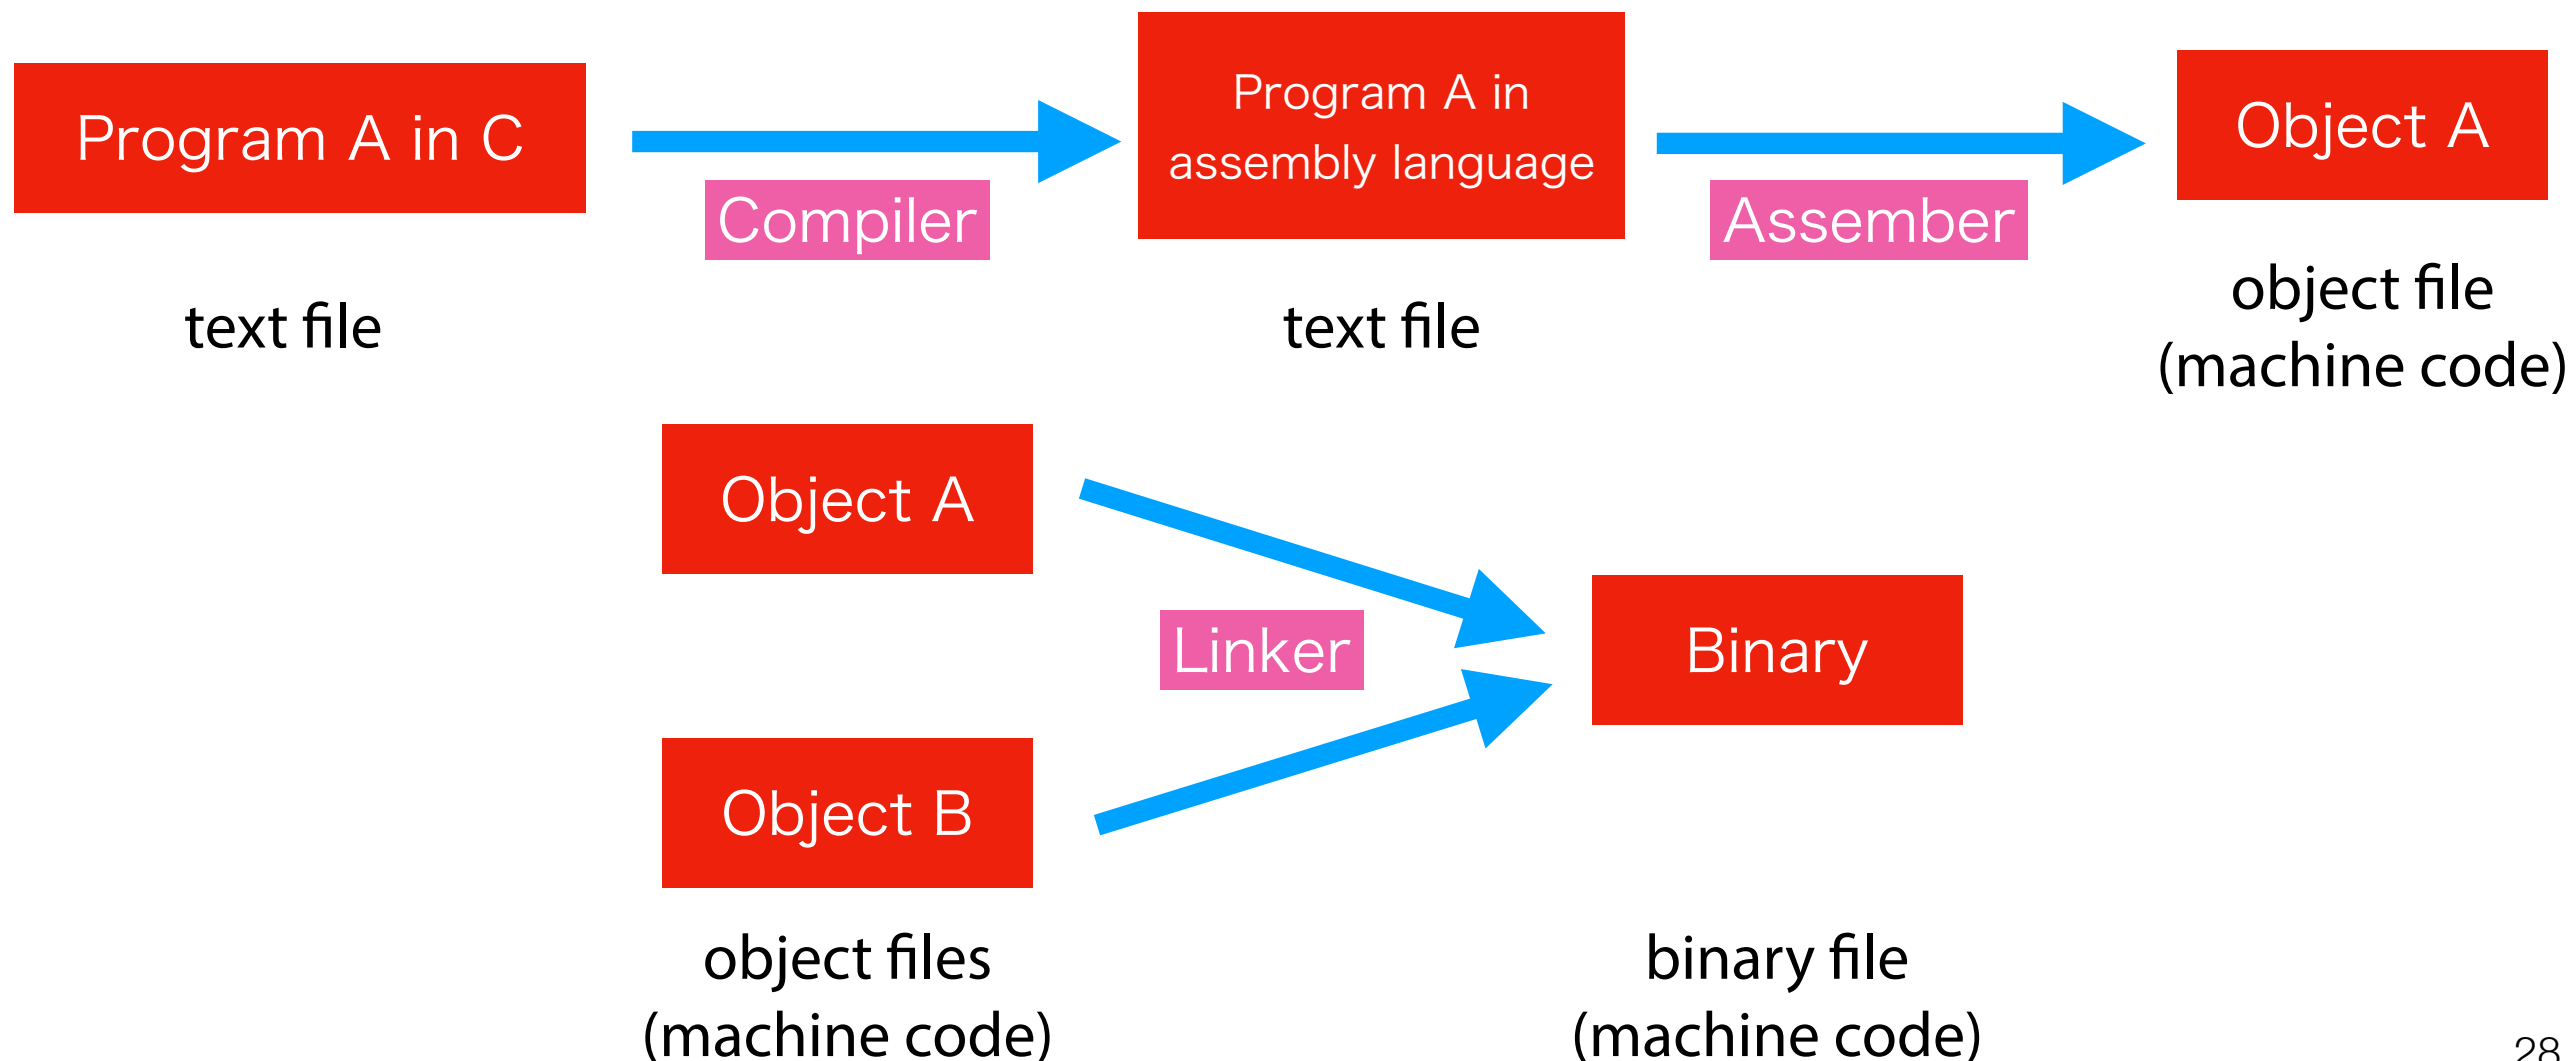 Program A in C
Compiler
Program A in
assembly language
Assember
Object A
text file
text file
object file
(machine code)
Object A
Linker
Binary
Object B
object files
(machine code)
binary file
(machine code)
28